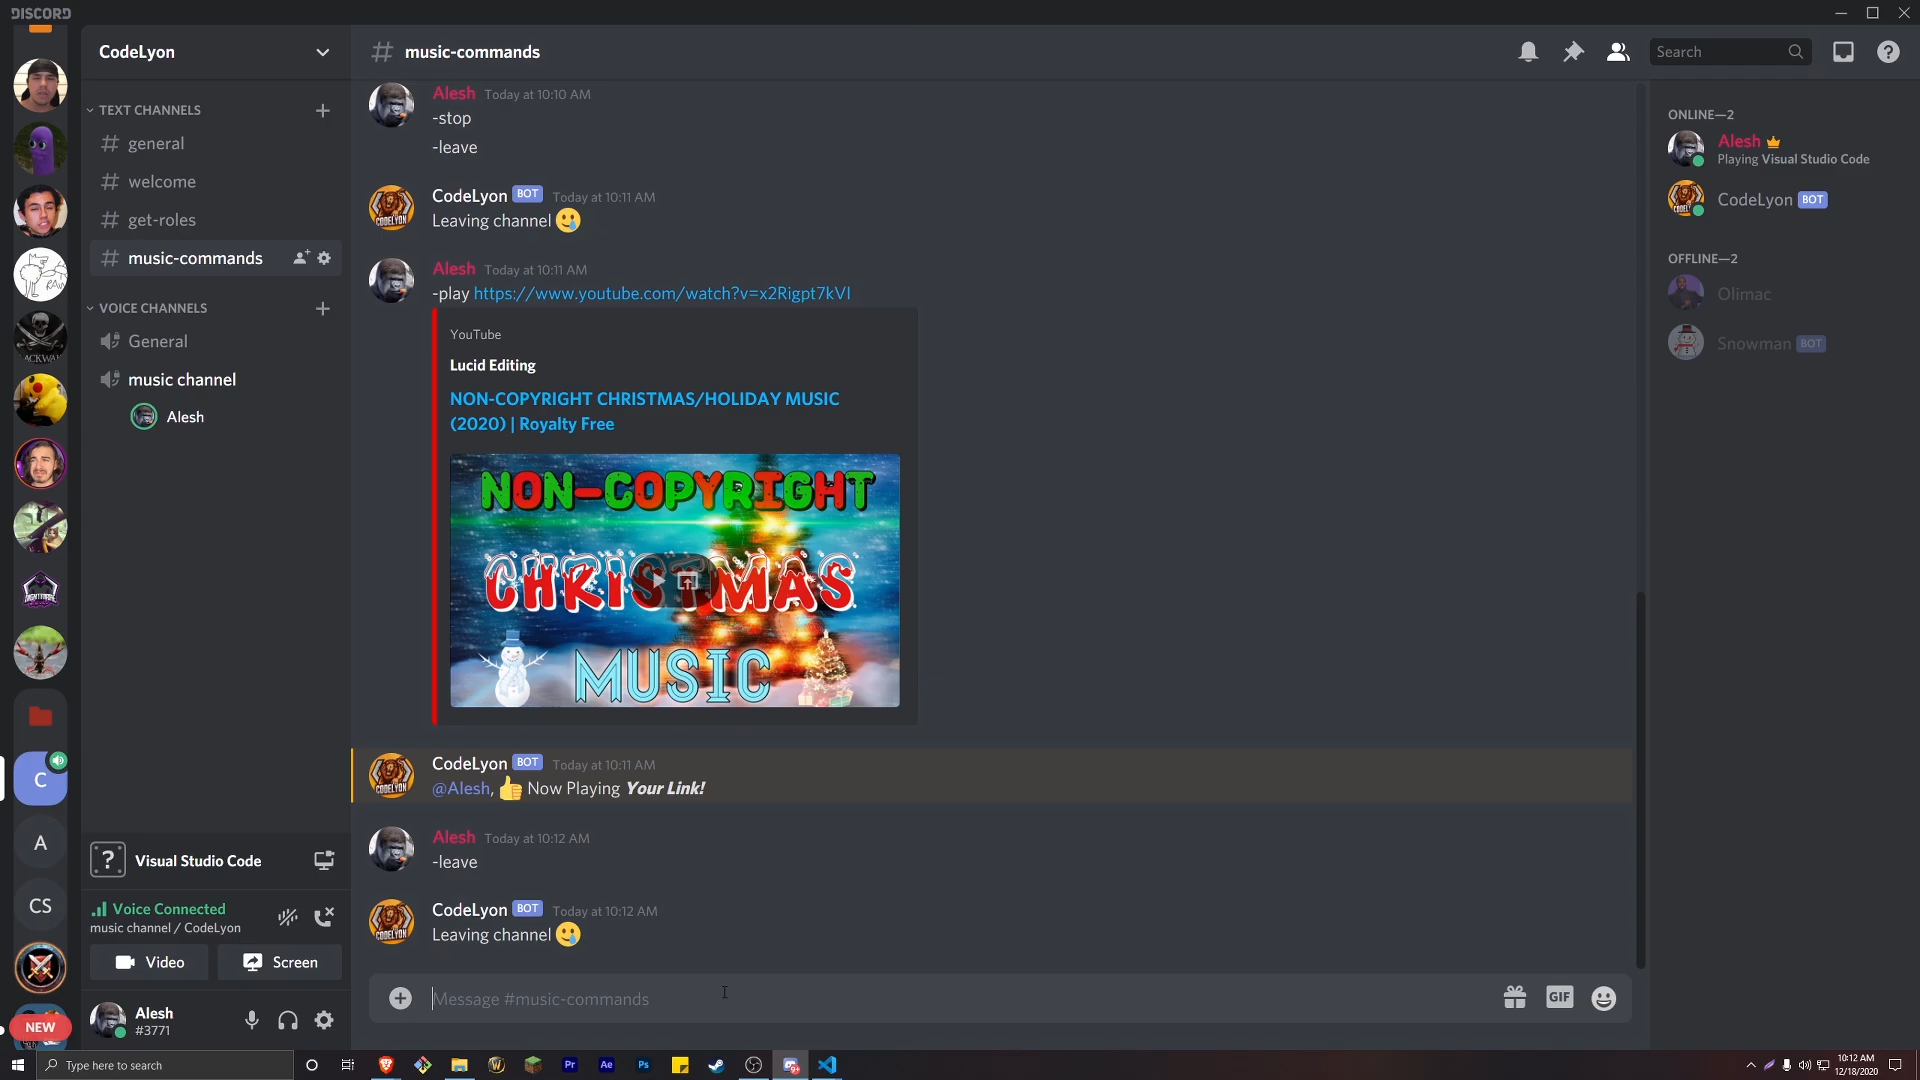 DISCORD
CodeLyon
TEXT CHANNELS
general
welcome
get-roles
music-commands
VOICE CHANNELS
General
music channel
Alesh
Visual Studio Code
Voice Connected
music channel / CodeLyon
Video
Screen
Alesh
#3771
NEW
C
A
CS
music-commands
Search
Alesh Today at 10:10 AM
-stop
-leave
CodeLyon BOT Today at 10:11 AM
Leaving channel
Alesh Today at 10:11 AM
-play https://www.youtube.com/watch?v=x2Rigpt7kVI
YouTube
Lucid Editing
NON-COPYRIGHT CHRISTMAS/HOLIDAY MUSIC
(2020) | Royalty Free
NON-COPYRIGHT
CHRISTMAS
MUSIC
CodeLyon BOT Today at 10:11 AM
@Alesh, 👍 Now Playing Your Link!
Alesh Today at 10:12 AM
-leave
CodeLyon BOT Today at 10:12 AM
Leaving channel
Message #music-commands
GIF
ONLINE—2
Alesh
Playing Visual Studio Code
CodeLyon BOT
OFFLINE—2
Olimac
Snowman BOT
Type here to search
Pr
Ae
Ps
10:12 AM
12/18/2020